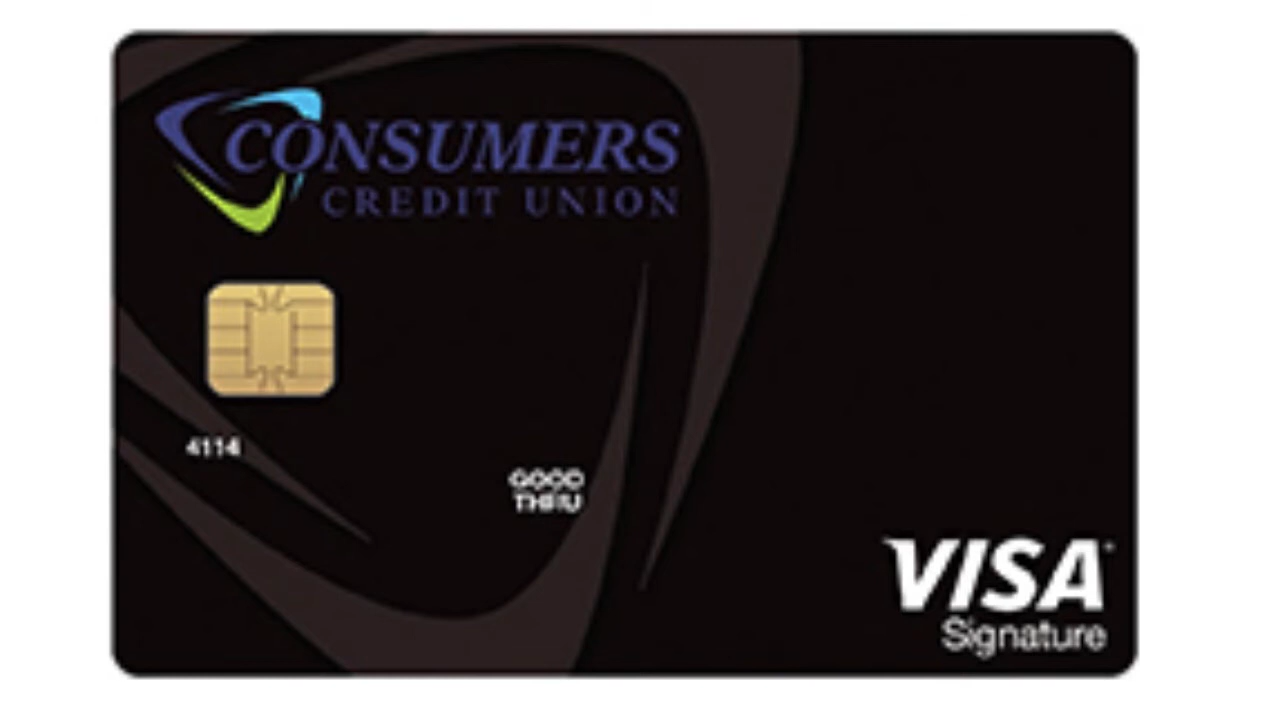 CONSUMERS
CREDIT UNION
4114
GOOD
THRU
VISA
Signature